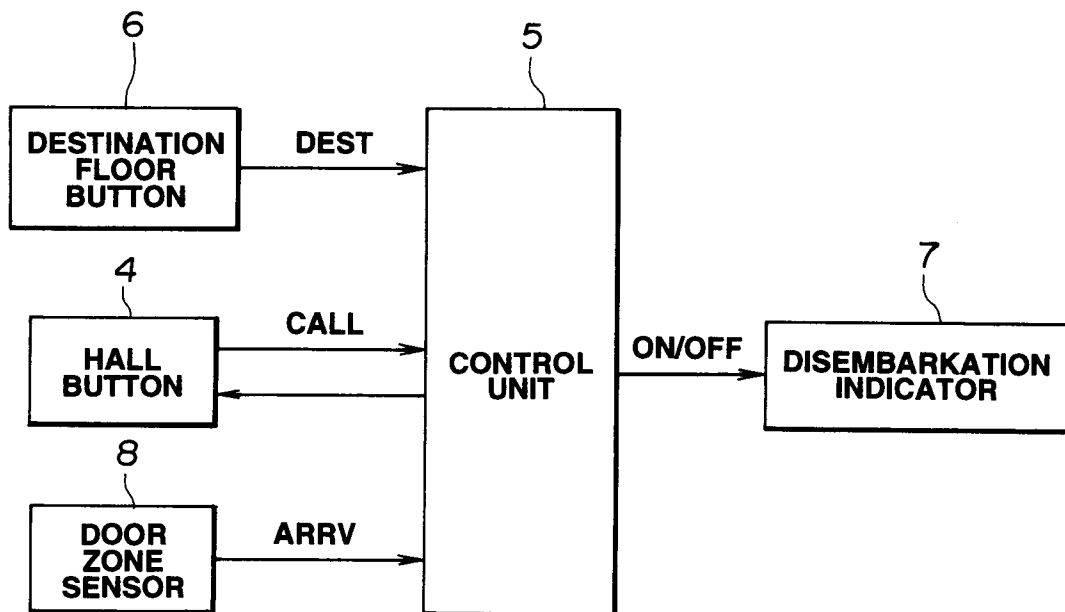 6
DESTINATION
FLOOR
BUTTON
DEST
4
HALL
BUTTON
CALL
8
DOOR
ZONE
SENSOR
ARRV
5
CONTROL
UNIT
ON/OFF
7
DISEMBARKATION
INDICATOR